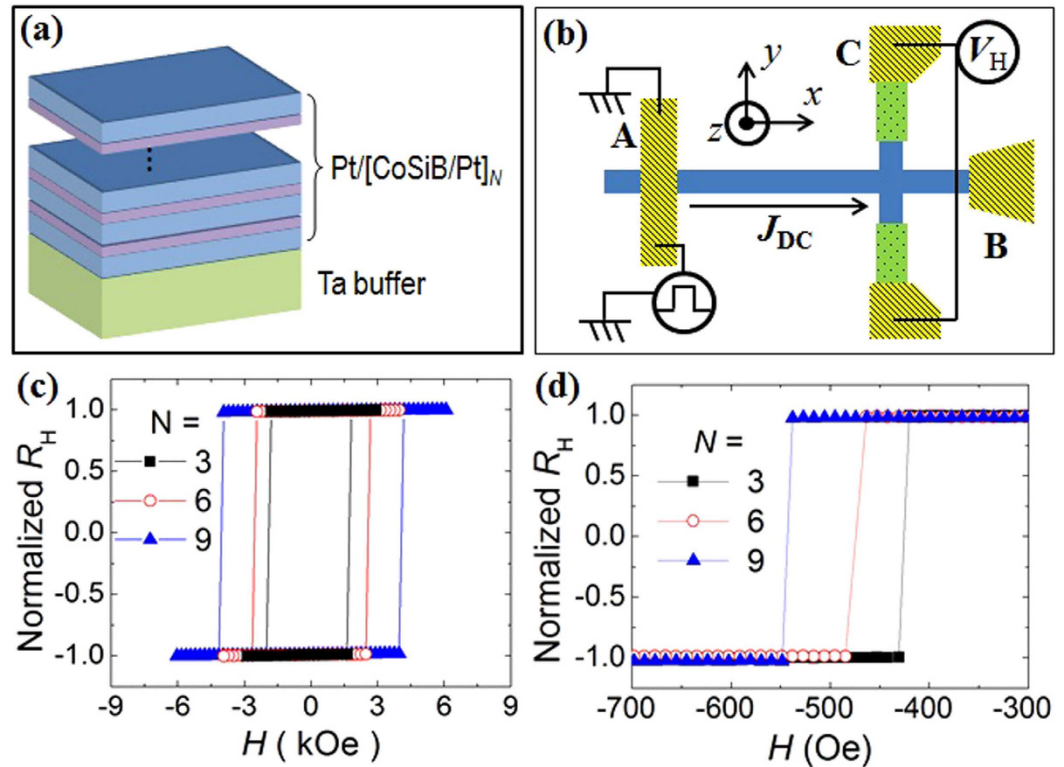 (a)
Pt/[CoSiB/Pt]N
Ta buffer
(b)
C
VH
y
x
z
A
JDC
B
(c)
Normalized RH
1.0
0.5
0.0
-0.5
-1.0
N =
3
6
9
-9 -6 -3 0 3 6 9
H ( kOe)
(d)
Normalized RH
1.0
0.5
0.0
-0.5
-1.0
N =
3
6
9
-700 -600 -500 -400 -300
H (Oe)